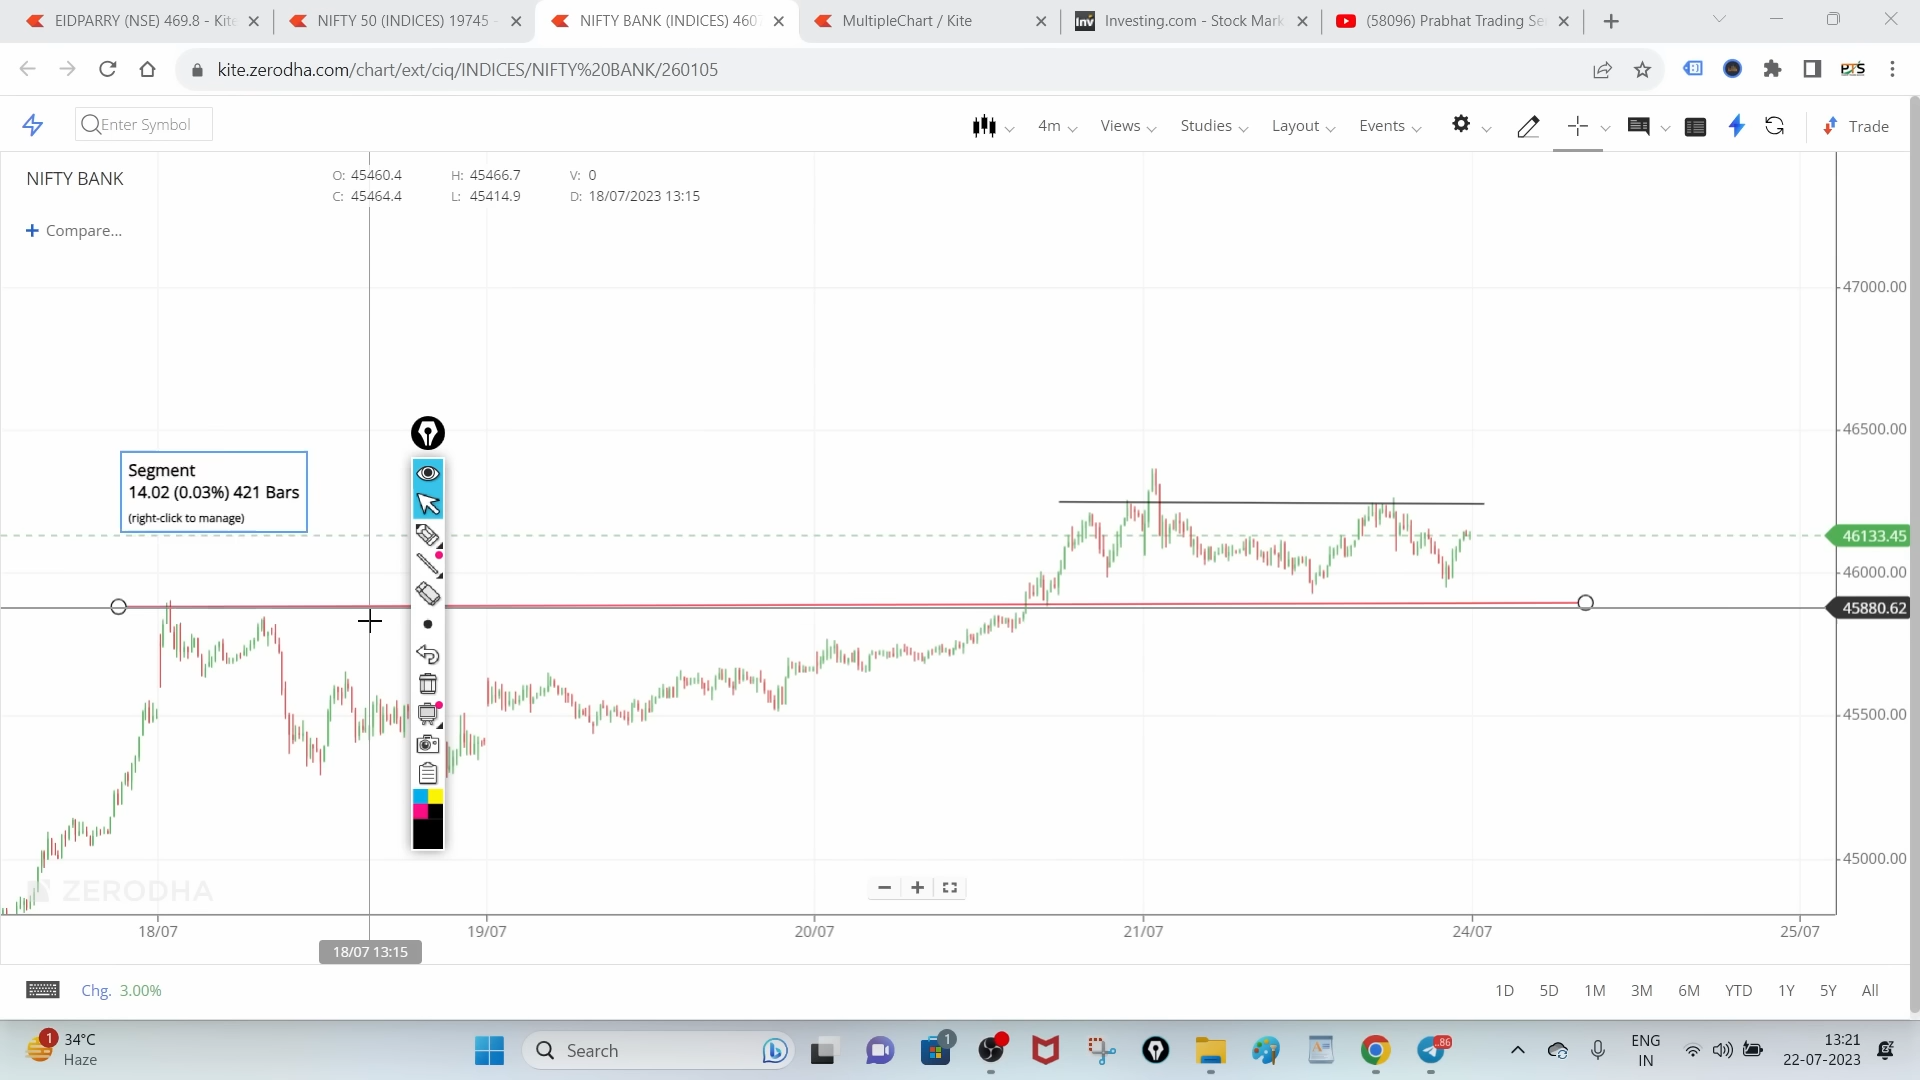 EIDPARRY (NSE) 469.8 - Kite
NIFTY 50 (INDICES) 19745 -
NIFTY BANK (INDICES) 4607
MultipleChart / Kite
Investing.com - Stock Mark
(58096) Prabhat Trading Se
kite.zerodha.com/chart/ext/ciq/INDICES/NIFTY%20BANK/260105
PTS
Enter Symbol
4m
Views
Studies
Layout
Events
Trade
NIFTY BANK
O: 45460.4 H: 45466.7 V: 0
C: 45464.4 L: 45414.9 D: 18/07/2023 13:15
+ Compare...
47000.00
46500.00
Segment
14.02 (0.03%) 421 Bars
(right-click to manage)
46133.45
46000.00
45880.62
45500.00
45000.00
ZERODHA
18/07
19/07
20/07
21/07
24/07
25/07
18/07 13:15
Chg. 3.00%
1D 5D 1M 3M 6M YTD 1Y 5Y All
1
34°C
Haze
Search
1
86
ENG
IN
13:21
22-07-2023